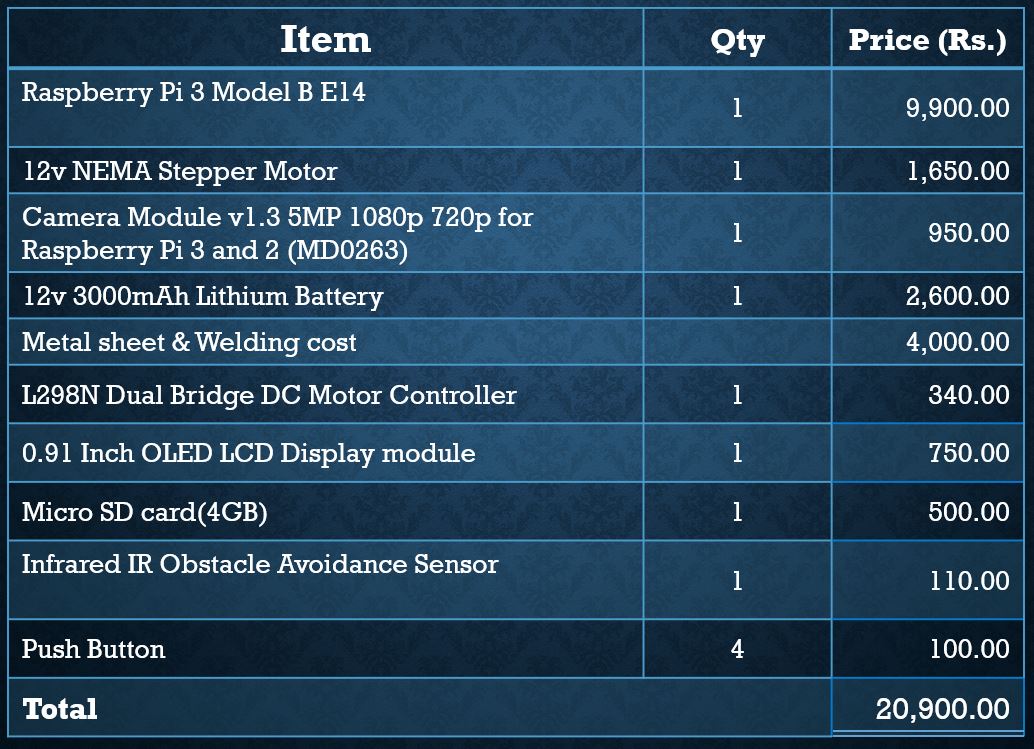 Item Qty Price (Rs.)
Raspberry Pi 3 Model B E14 1 9,900.00
12v NEMA Stepper Motor 1 1,650.00
Camera Module v1.3 5MP 1080p 720p for
Raspberry Pi 3 and 2 (MD0263) 1 950.00
12v 3000mAh Lithium Battery 1 2,600.00
Metal sheet & Welding cost 4,000.00
L298N Dual Bridge DC Motor Controller 1 340.00
0.91 Inch OLED LCD Display module 1 750.00
Micro SD card(4GB) 1 500.00
Infrared IR Obstacle Avoidance Sensor 1 110.00
Push Button 4 100.00
Total 20,900.00